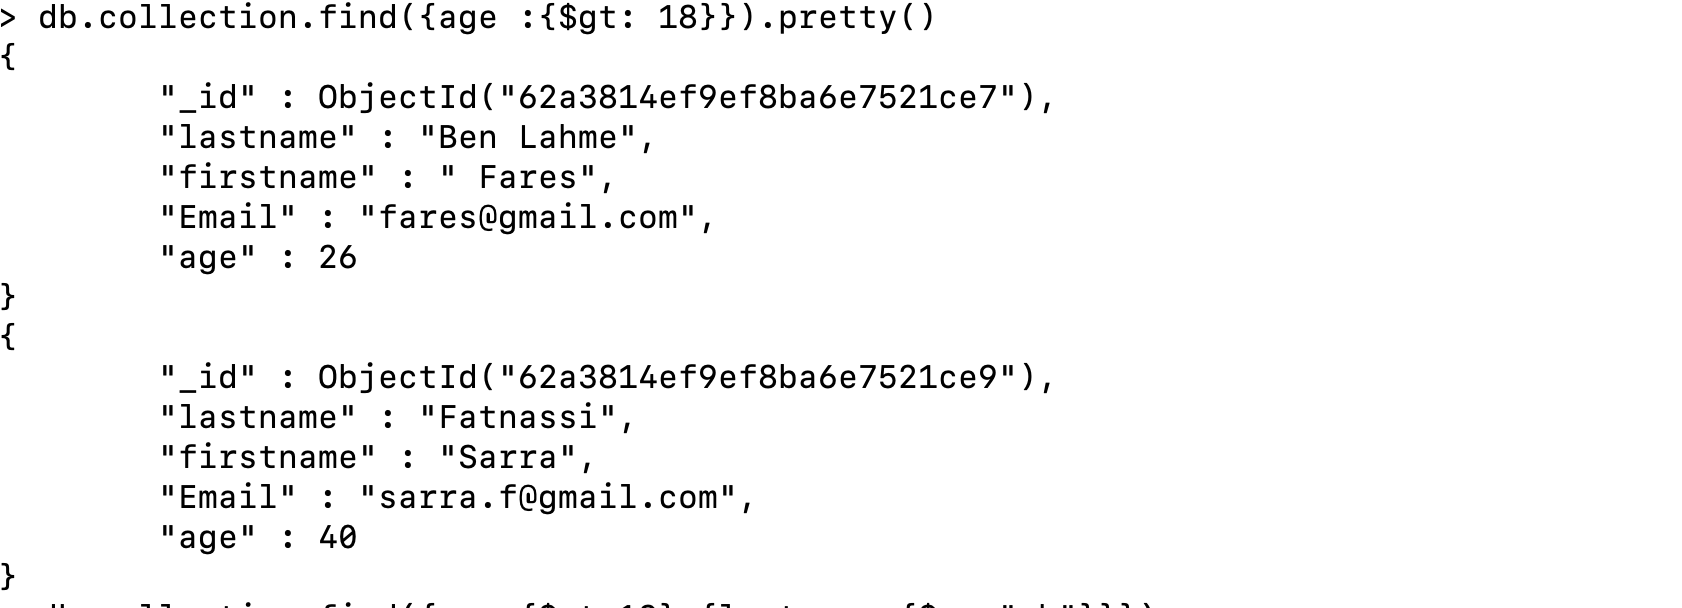 > db.collection.find({age :{$gt: 18}}).pretty()
{
        "_id" : ObjectId("62a3814ef9ef8ba6e7521ce7"),
        "lastname" : "Ben Lahme",
        "firstname" : " Fares",
        "Email" : "fares@gmail.com",
        "age" : 26
}
{
        "_id" : ObjectId("62a3814ef9ef8ba6e7521ce9"),
        "lastname" : "Fatnassi",
        "firstname" : "Sarra",
        "Email" : "sarra.f@gmail.com",
        "age" : 40
}